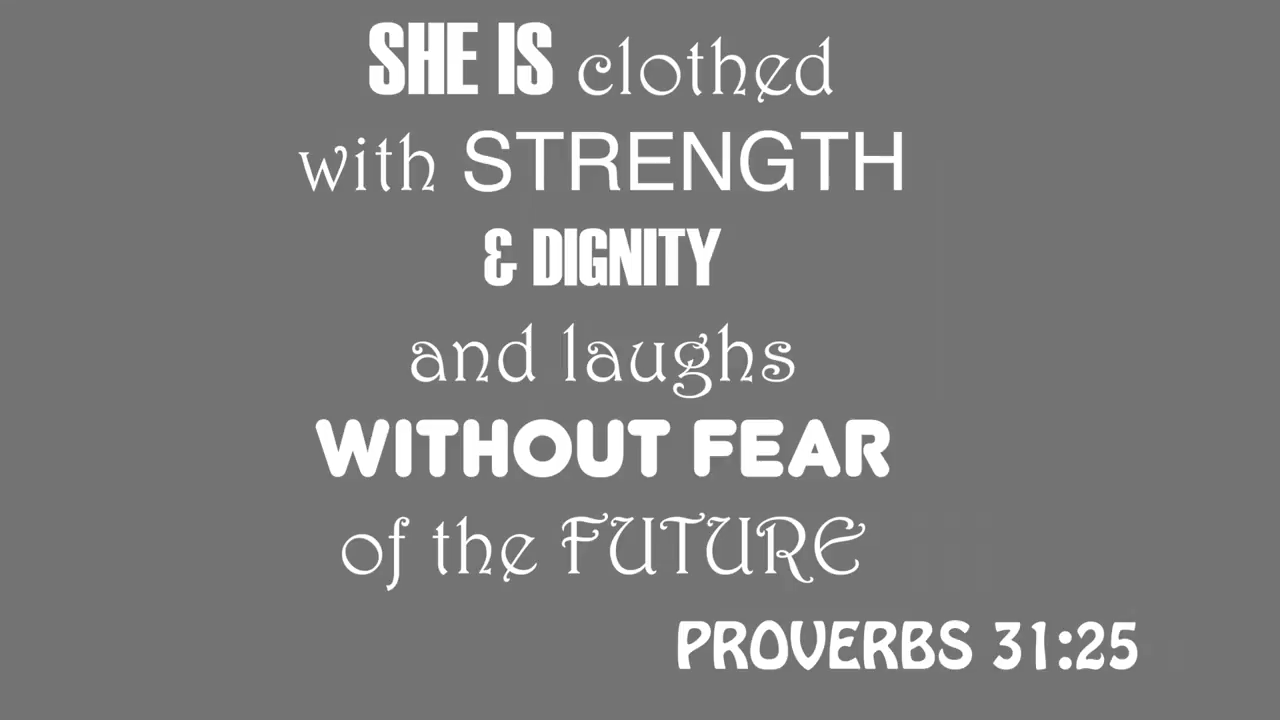 SHE IS clothed
with STRENGTH
& DIGNITY
and laughs
WITHOUT FEAR
of the FUTURE
PROVERBS 31:25